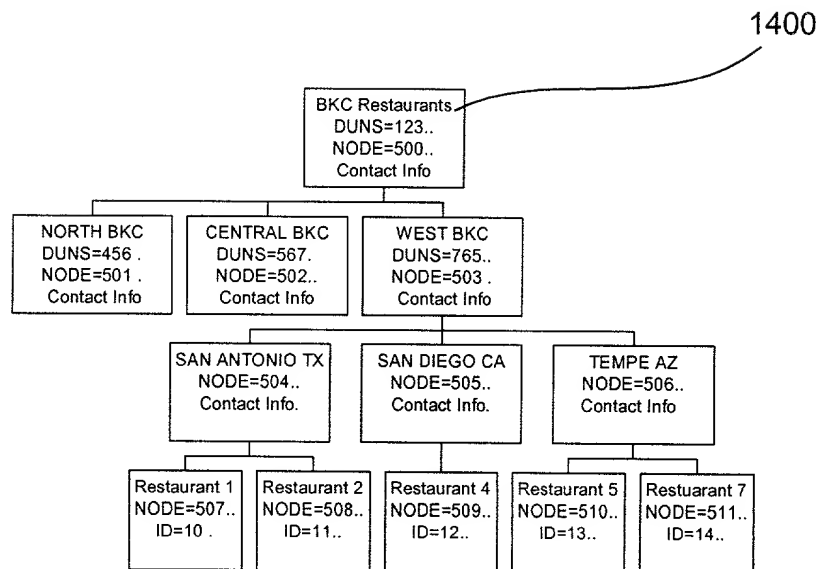 1400
BKC Restaurants
DUNS=123..
NODE=500..
Contact Info
NORTH BKC
DUNS=456 .
NODE=501 .
Contact Info
CENTRAL BKC
DUNS=567.
NODE=502..
Contact Info
WEST BKC
DUNS=765..
NODE=503 .
Contact Info
SAN ANTONIO TX
NODE=504..
Contact Info.
SAN DIEGO CA
NODE=505..
Contact Info.
TEMPE AZ
NODE=506..
Contact Info
Restaurant 1
NODE=507..
ID=10 .
Restaurant 2
NODE=508..
ID=11..
Restaurant 4
NODE=509..
ID=12..
Restaurant 5
NODE=510..
ID=13..
Restuarant 7
NODE=511..
ID=14..